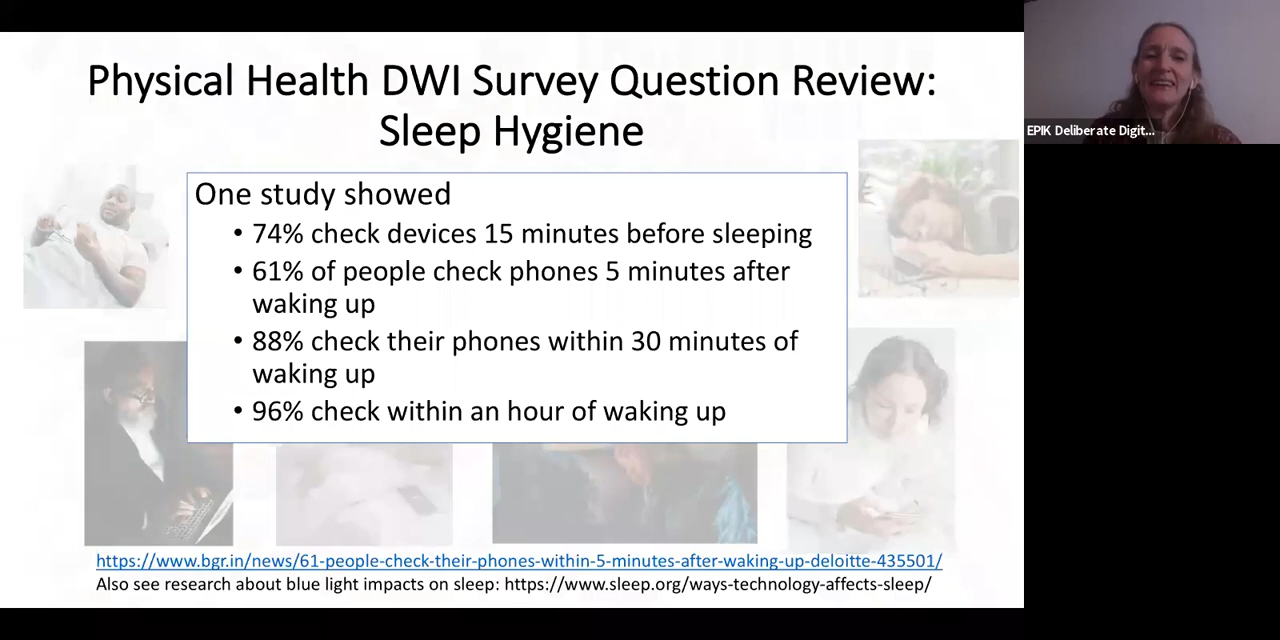 Physical Health DWI Survey Question Review:
Sleep Hygiene
One study showed
• 74% check devices 15 minutes before sleeping
• 61% of people check phones 5 minutes after
waking up
• 88% check their phones within 30 minutes of
waking up
• 96% check within an hour of waking up
https://www.bgr.in/news/61-people-check-their-phones-within-5-minutes-after-waking-up-deloitte-435501/
Also see research about blue light impacts on sleep: https://www.sleep.org/ways-technology-affects-sleep/
EPIK Deliberate Digit...